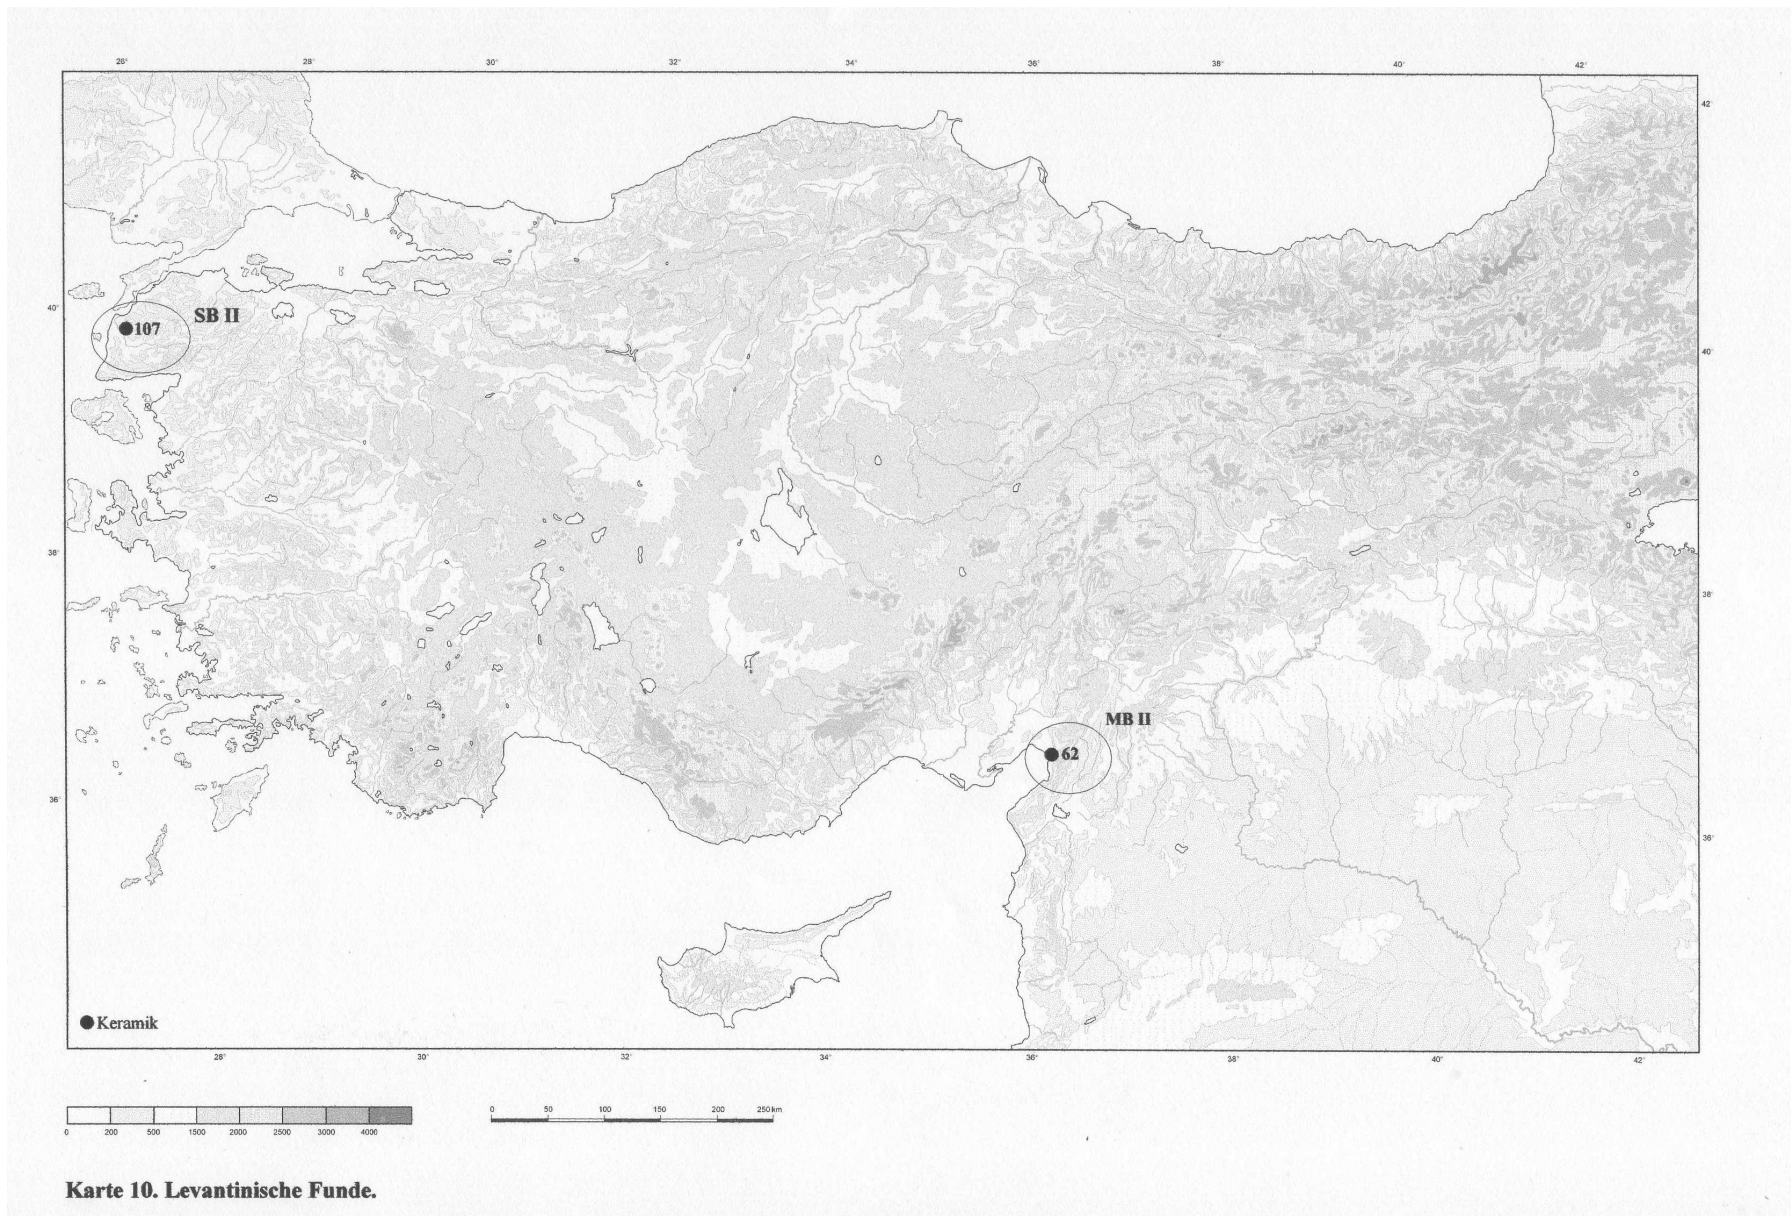 26° 28° 30° 32° 34° 36° 38° 40° 42°
42°
40°
SB II
107
40°
38°
38°
MB II
62
36°
36°
Keramik
28° 30° 32° 34° 36° 38° 40° 42°
0 50 100 150 200 250 km
0 200 500 1500 2000 2500 3000 4000
Karte 10. Levantinische Funde.